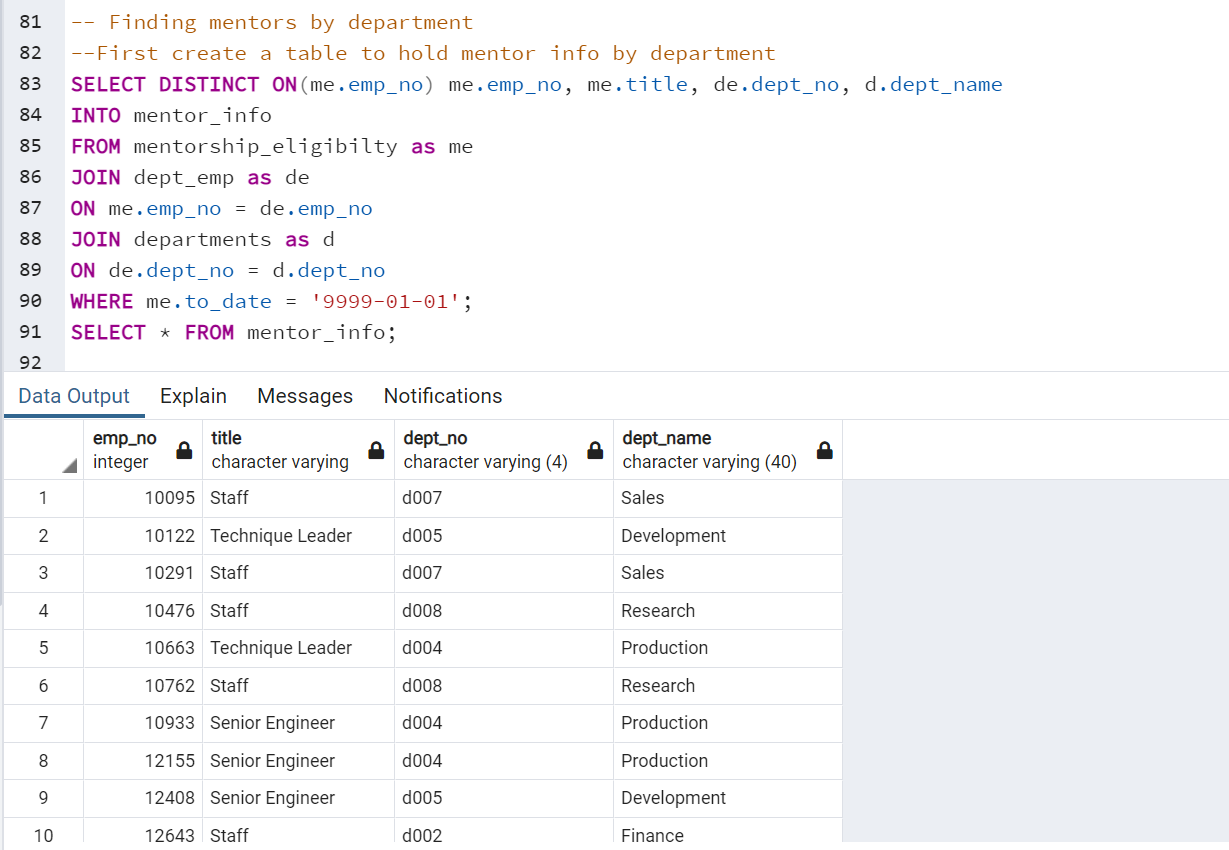 81 -- Finding mentors by department
82 --First create a table to hold mentor info by department
83 SELECT DISTINCT ON(me.emp_no) me.emp_no, me.title, de.dept_no, d.dept_name
84 INTO mentor_info
85 FROM mentorship_eligibilty as me
86 JOIN dept_emp as de
87 ON me.emp_no = de.emp_no
88 JOIN departments as d
89 ON de.dept_no = d.dept_no
90 WHERE me.to_date = '9999-01-01';
91 SELECT * FROM mentor_info;
92
Data Output Explain Messages Notifications
emp_no title dept_no dept_name
integer character varying character varying (4) character varying (40)
1 10095 Staff d007 Sales
2 10122 Technique Leader d005 Development
3 10291 Staff d007 Sales
4 10476 Staff d008 Research
5 10663 Technique Leader d004 Production
6 10762 Staff d008 Research
7 10933 Senior Engineer d004 Production
8 12155 Senior Engineer d004 Production
9 12408 Senior Engineer d005 Development
10 12643 Staff d002 Finance